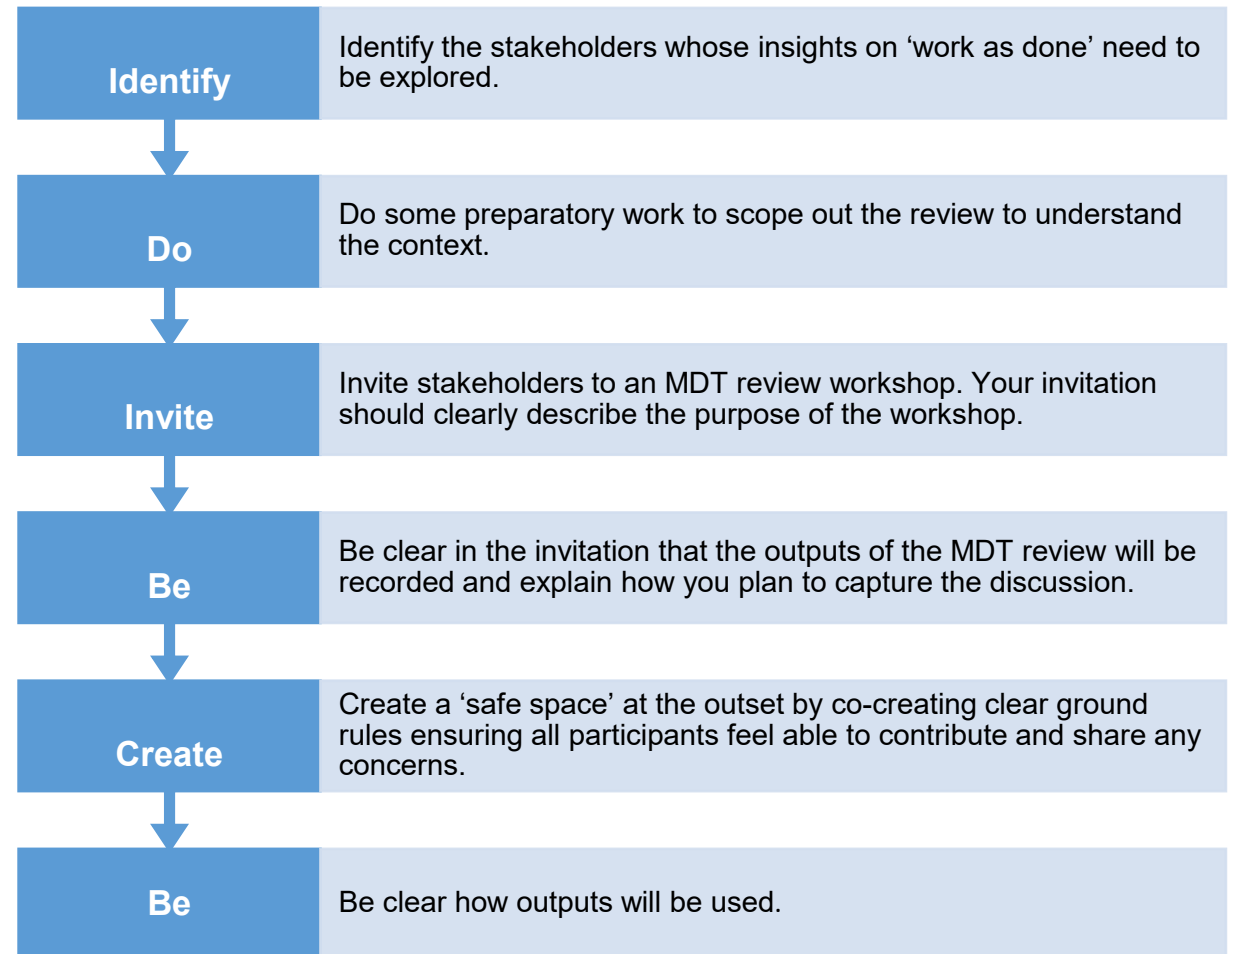 Identify
Identify the stakeholders whose insights on ‘work as done’ need to
be explored.
Do
Do some preparatory work to scope out the review to understand
the context.
Invite
Invite stakeholders to an MDT review workshop. Your invitation
should clearly describe the purpose of the workshop.
Be
Be clear in the invitation that the outputs of the MDT review will be
recorded and explain how you plan to capture the discussion.
Create
Create a ‘safe space’ at the outset by co-creating clear ground
rules ensuring all participants feel able to contribute and share any
concerns.
Be
Be clear how outputs will be used.